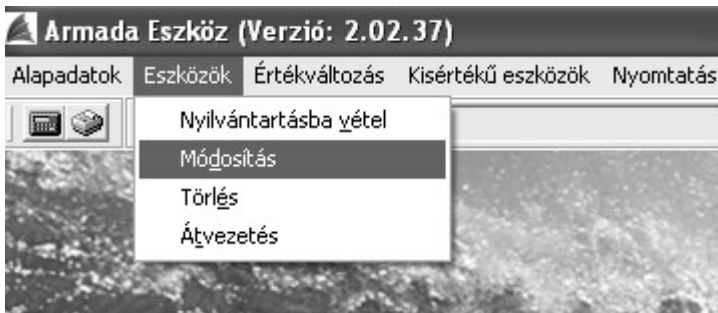 Armada Eszköz (Verzió: 2.02.37)
Alapadatok Eszközök Értékváltozás Kisértékű eszközök Nyomtatás
Nyilvántartásba vétel
Módosítás
Törlés
Átvezetés